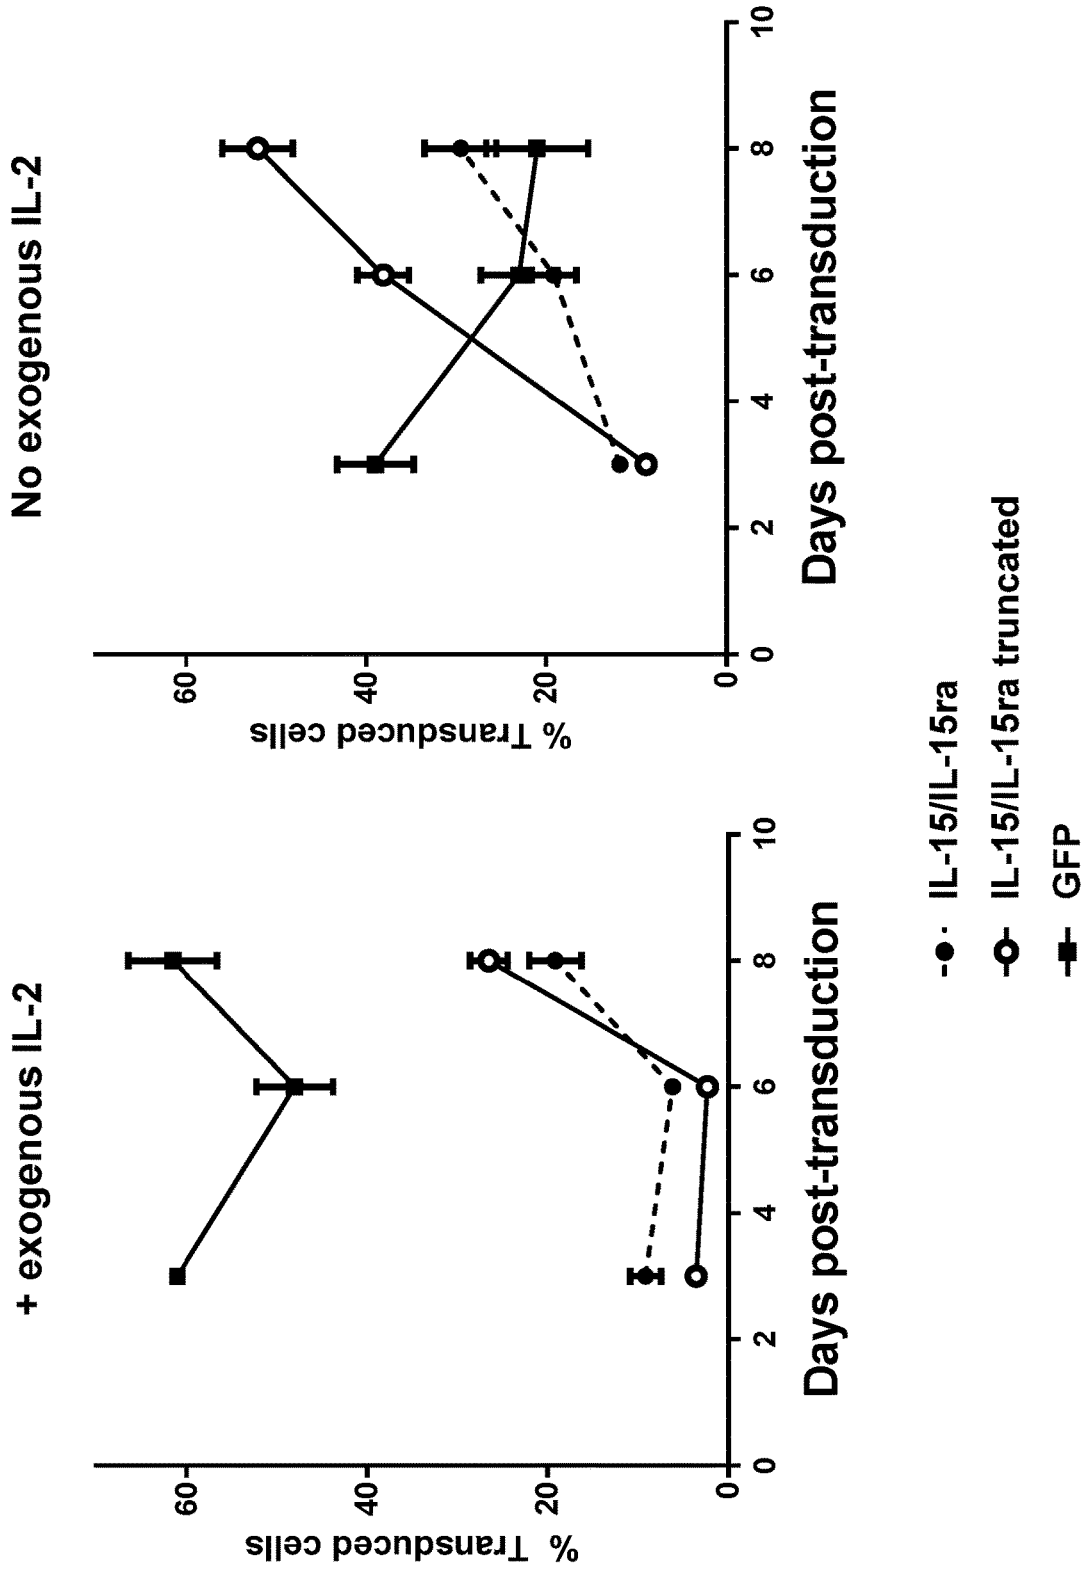 + exogenous IL-2
% Transduced cells
60
40
20
0
0 2 4 6 8 10
Days post-transduction
No exogenous IL-2
% Transduced cells
60
40
20
0
0 2 4 6 8 10
Days post-transduction
IL-15/IL-15ra
IL-15/IL-15ra truncated
GFP